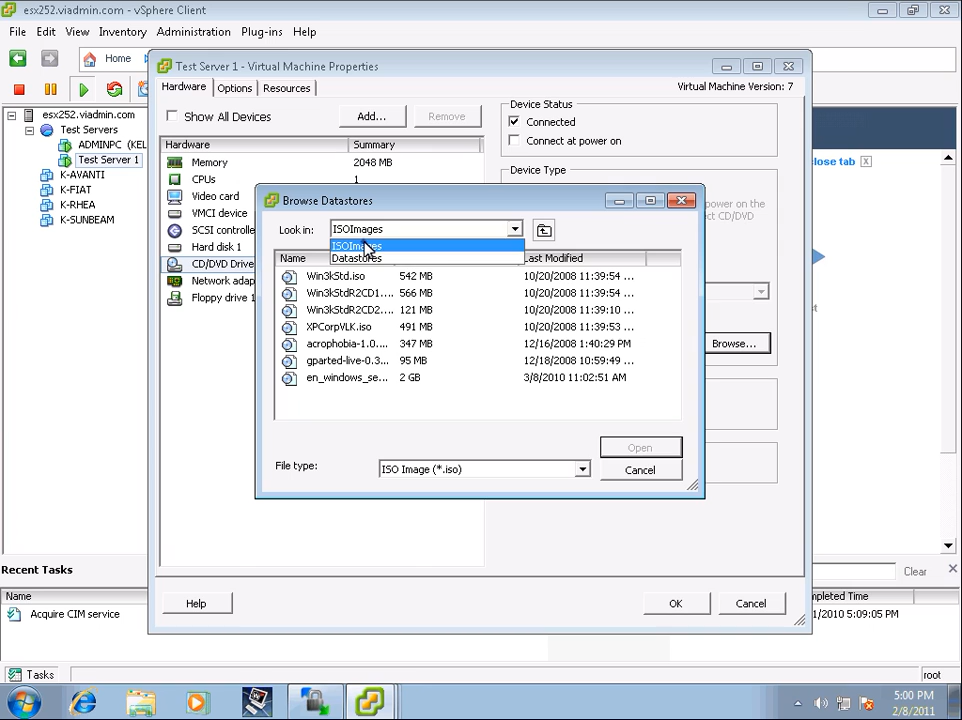 esx252.viadmin.com - vSphere Client
File Edit View Inventory Administration Plug-ins Help
Home
Test Server 1 - Virtual Machine Properties
Hardware Options Resources
Virtual Machine Version: 7
esx252.viadmin.com
Test Servers
ADMINPC (KEL
Test Server 1
K-AVANTI
K-FIAT
K-RHEA
K-SUNBEAM
Show All Devices
Add...
Remove
Hardware Summary
Memory 2048 MB
CPUs 1
Video card
VMCI device
SCSI controlle
Hard disk 1
CD/DVD Drive
Network adap
Floppy drive 1
Device Status
Connected
Connect at power on
Device Type
power on the
ct CD/DVD
Browse...
lose tab
Browse Datastores
Look in: ISOImages
ISOImages
Datastores
Name Last Modified
Win3kStd.iso 542 MB 10/20/2008 11:39:54 ...
Win3kStdR2CD1.... 566 MB 10/20/2008 11:39:54 ...
Win3kStdR2CD2.... 121 MB 10/20/2008 11:39:10 ...
XPCorpVLK.iso 491 MB 10/20/2008 11:39:53 ...
acrophobia-1.0.... 347 MB 12/16/2008 1:40:29 PM
gparted-live-0.3... 95 MB 12/18/2008 10:59:49 ...
en_windows_se... 2 GB 3/8/2010 11:02:51 AM
Open
File type: ISO Image (*.iso)
Cancel
Help OK Cancel
Recent Tasks
Clear
Name
mpleted Time
Acquire CIM service
1/2010 5:09:05 PM
Tasks
root
5:00 PM
2/8/2011